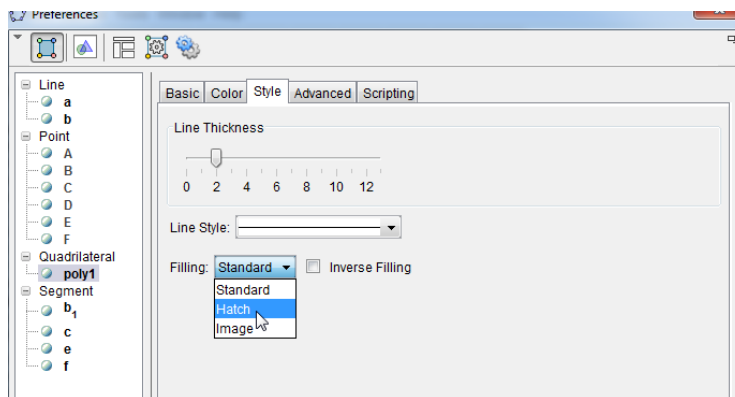 Preferences
Line
a
b
Point
A
B
C
D
E
F
Quadrilateral
poly1
Segment
b1
c
e
f
Basic Color Style Advanced Scripting
Line Thickness
0 2 4 6 8 10 12
Line Style:
Filling: Standard Inverse Filling
Standard
Hatch
Image